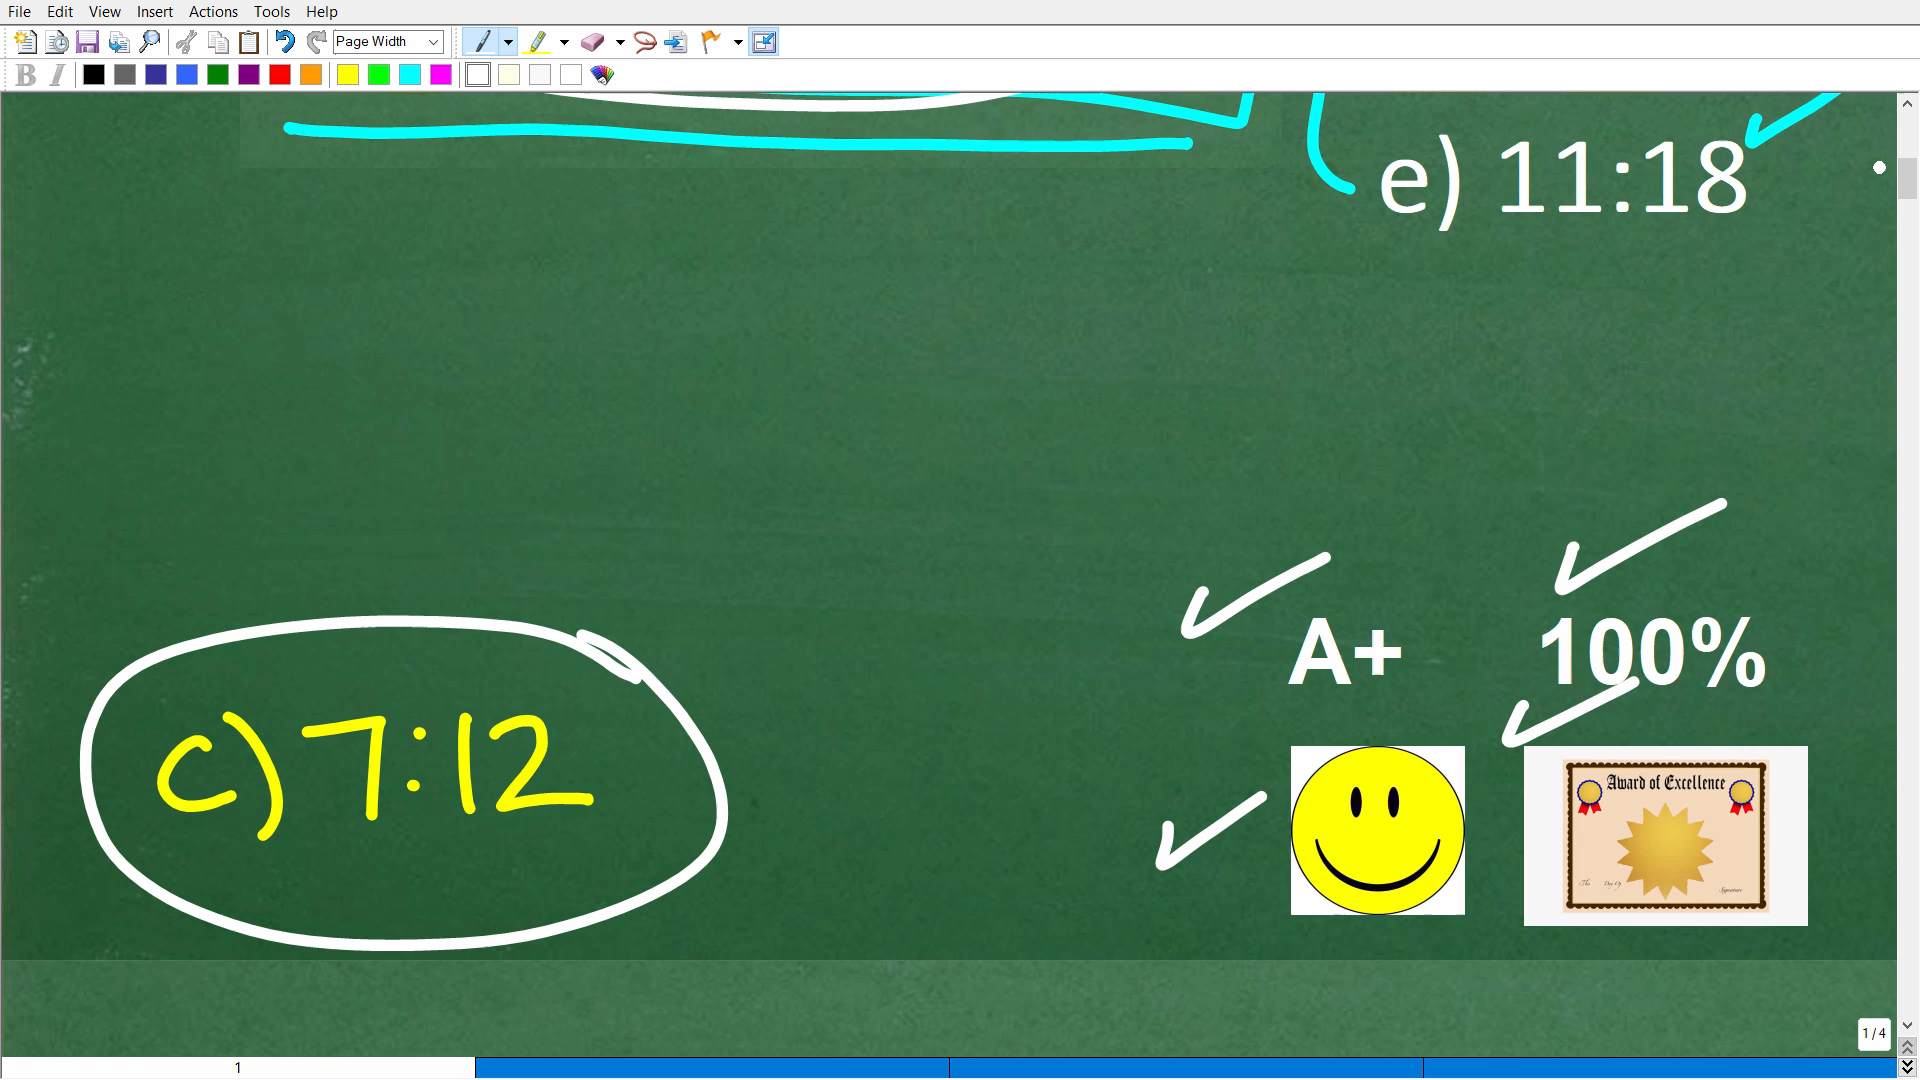 File Edit View Insert Actions Tools Help
Page Width
B I
e) 11:18
A+ 100%
c) 7:12
Award of Excellence
Signature
1 / 4
1